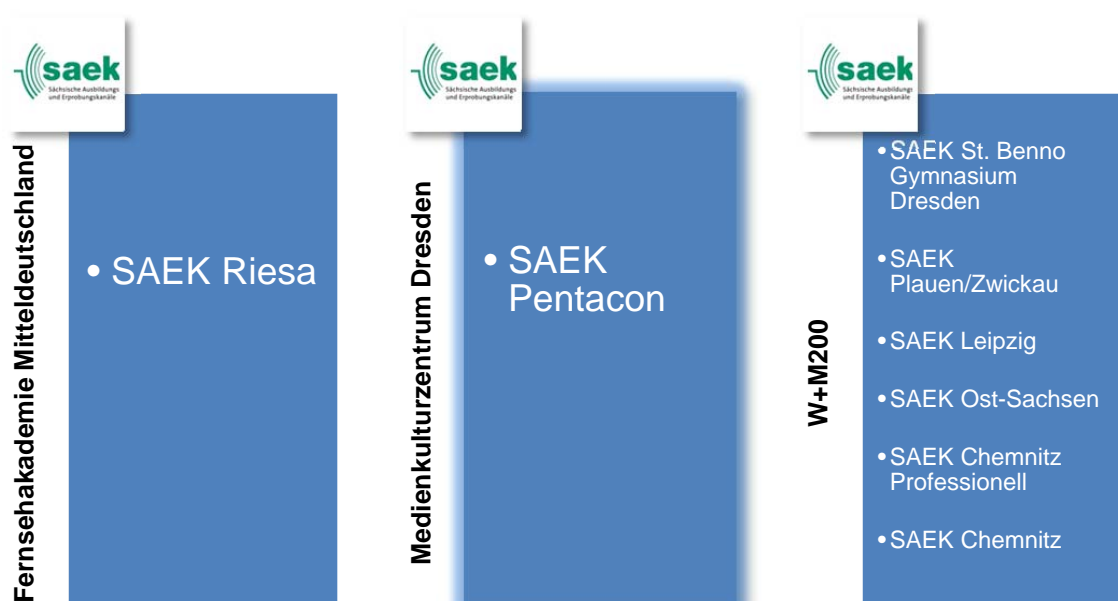 saek
Sächsische Ausbildungs
und Erprobungskanäle
Fernsehakademie Mitteldeutschland
• SAEK Riesa
saek
Sächsische Ausbildungs
und Erprobungskanäle
Medienkulturzentrum Dresden
• SAEK
Pentacon
saek
Sächsische Ausbildungs
und Erprobungskanäle
W+M200
• SAEK St. Benno
Gymnasium
Dresden
• SAEK
Plauen/Zwickau
• SAEK Leipzig
• SAEK Ost-Sachsen
• SAEK Chemnitz
Professionell
• SAEK Chemnitz